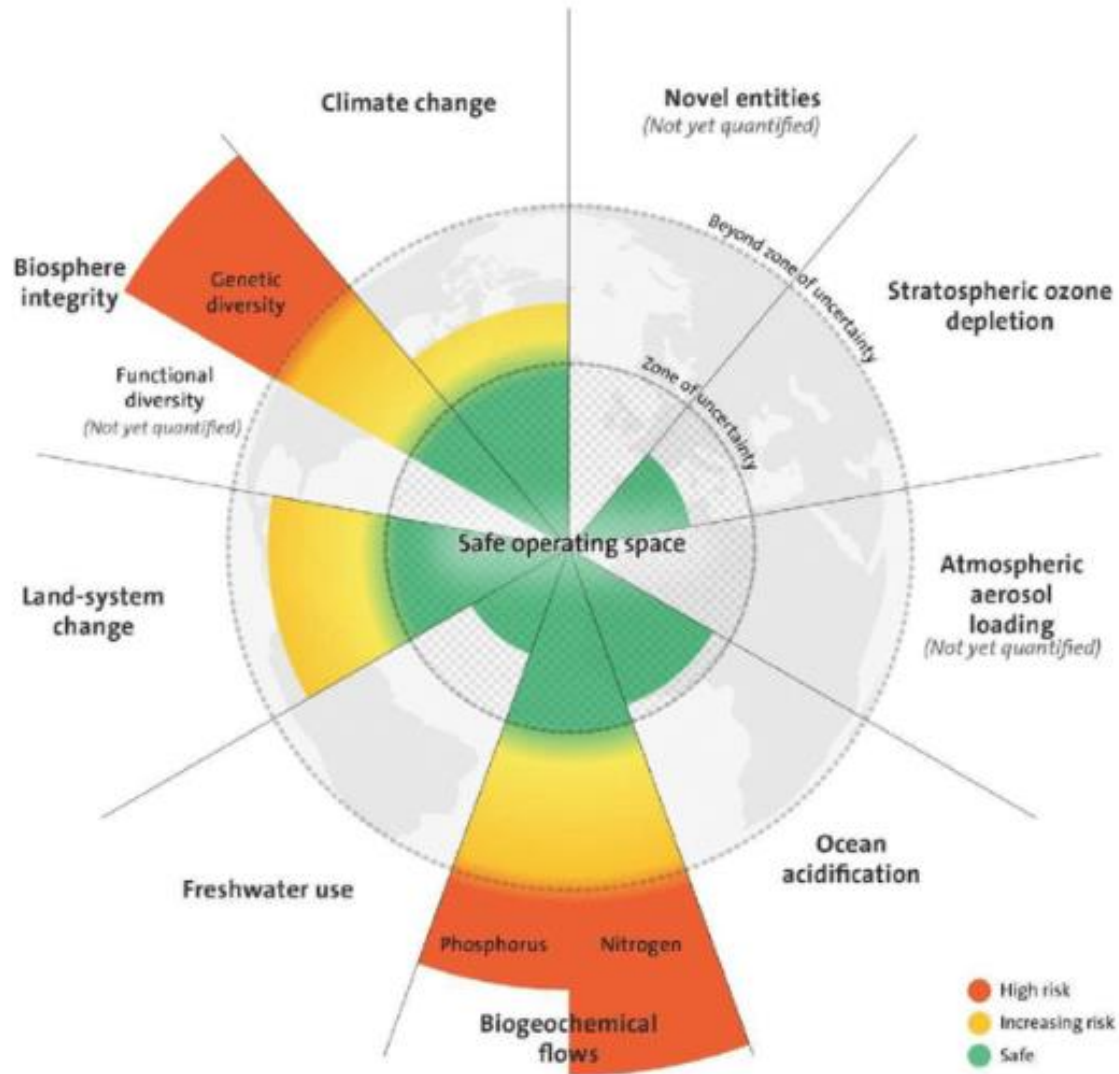 Climate change
Novel entities
(Not yet quantified)
Beyond zone of uncertainty
Biosphere
integrity
Genetic
diversity
Stratospheric ozone
depletion
Functional
diversity
(Not yet quantified)
Zone of uncertainty
Safe operating space
Land-system
change
Atmospheric
aerosol
loading
(Not yet quantified)
Freshwater use
Ocean
acidification
Phosphorus
Nitrogen
Biogeochemical
flows
High risk
Increasing risk
Safe